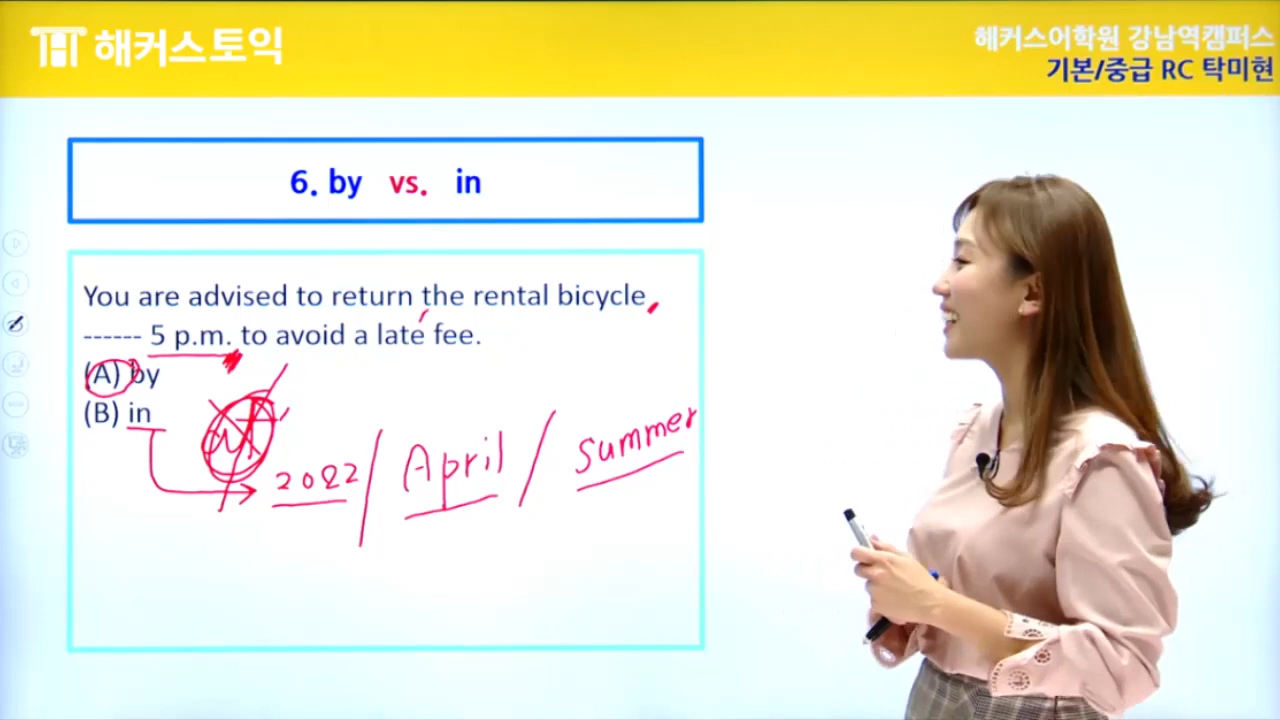 해커스토익
해커스어학원 강남역캠퍼스
기본/중급 RC 탁미현
6. by vs. in
You are advised to return the rental bicycle
------ 5 p.m. to avoid a late fee.
(A) by
(B) in
at
2022 / April / summer